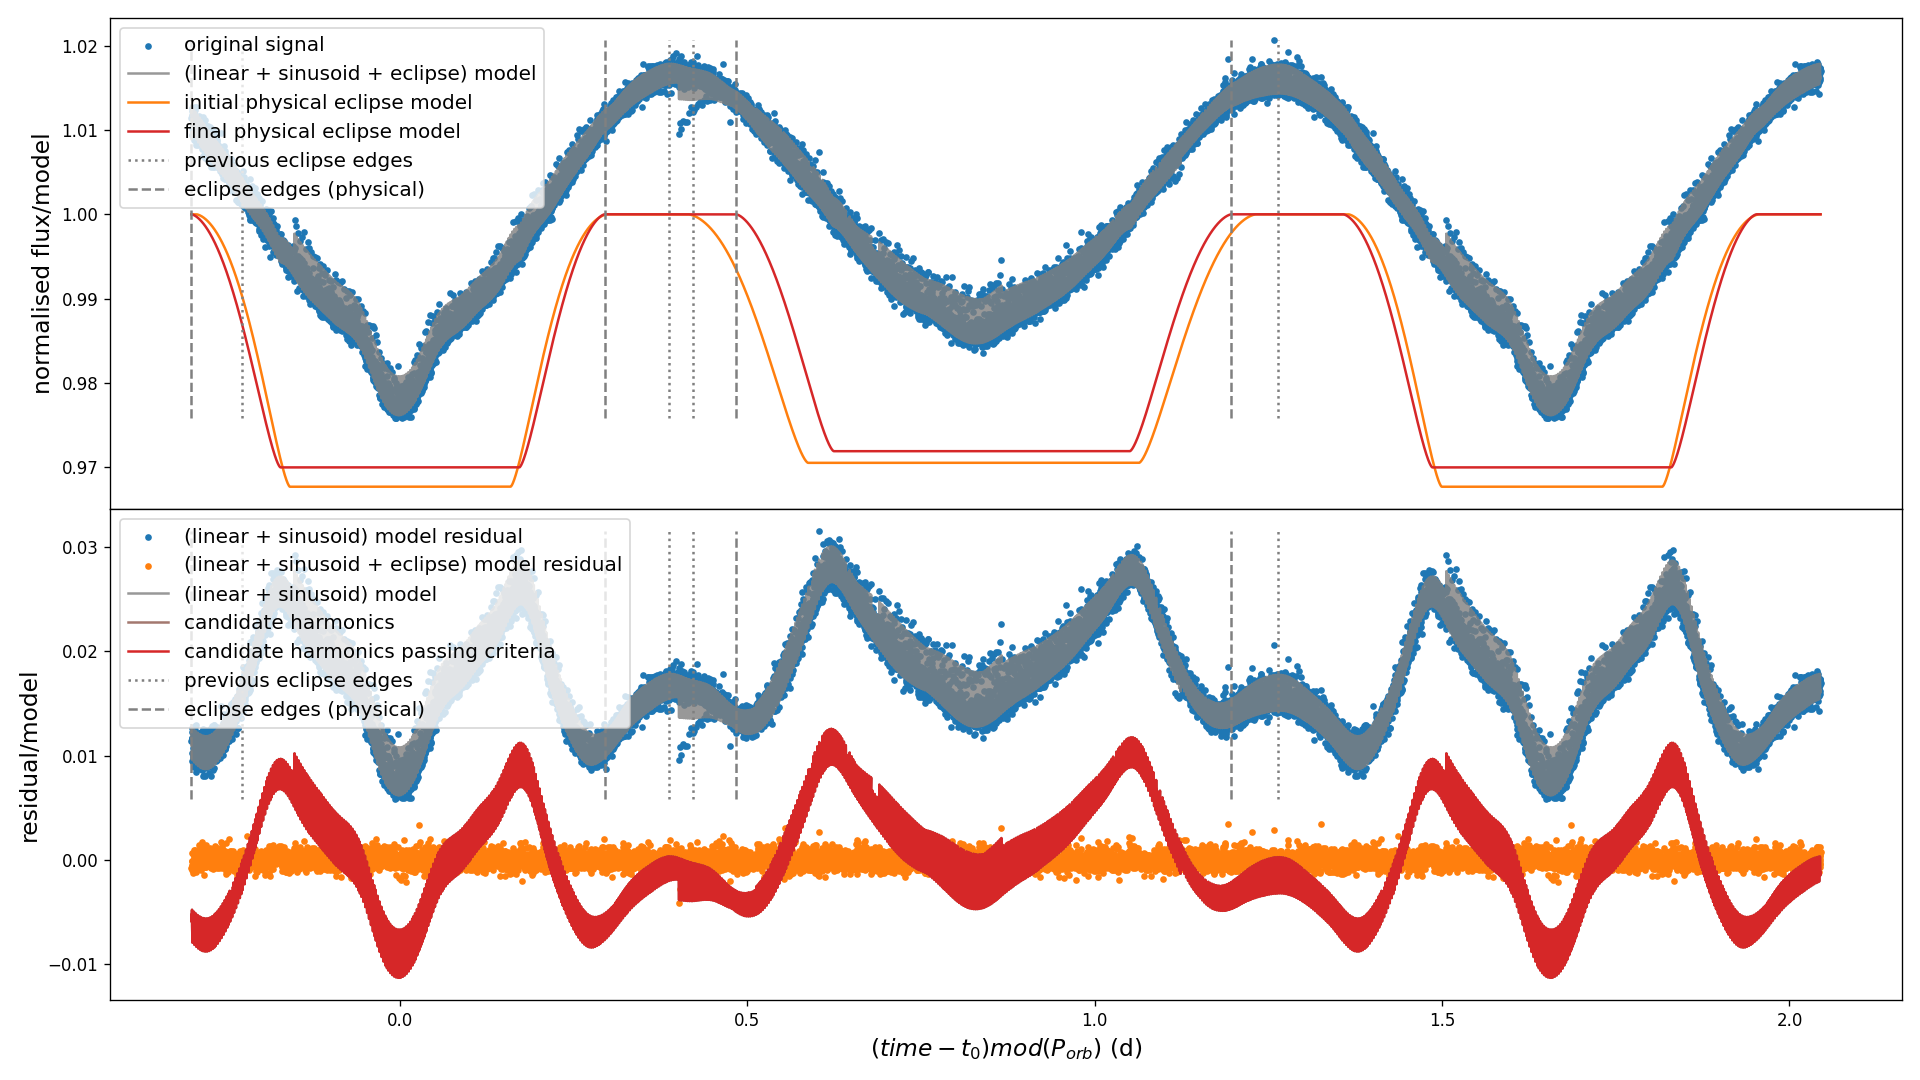 original signal
(linear + sinusoid + eclipse) model
initial physical eclipse model
final physical eclipse model
previous eclipse edges
eclipse edges (physical)
normalised flux/model
1.02
1.01
1.00
0.99
0.98
0.97
(linear + sinusoid) model residual
(linear + sinusoid + eclipse) model residual
(linear + sinusoid) model
candidate harmonics
candidate harmonics passing criteria
previous eclipse edges
eclipse edges (physical)
residual/model
0.03
0.02
0.01
0.00
−0.01
0.0 0.5 1.0 1.5 2.0
(time − t₀)mod(Pₒᵣb) (d)